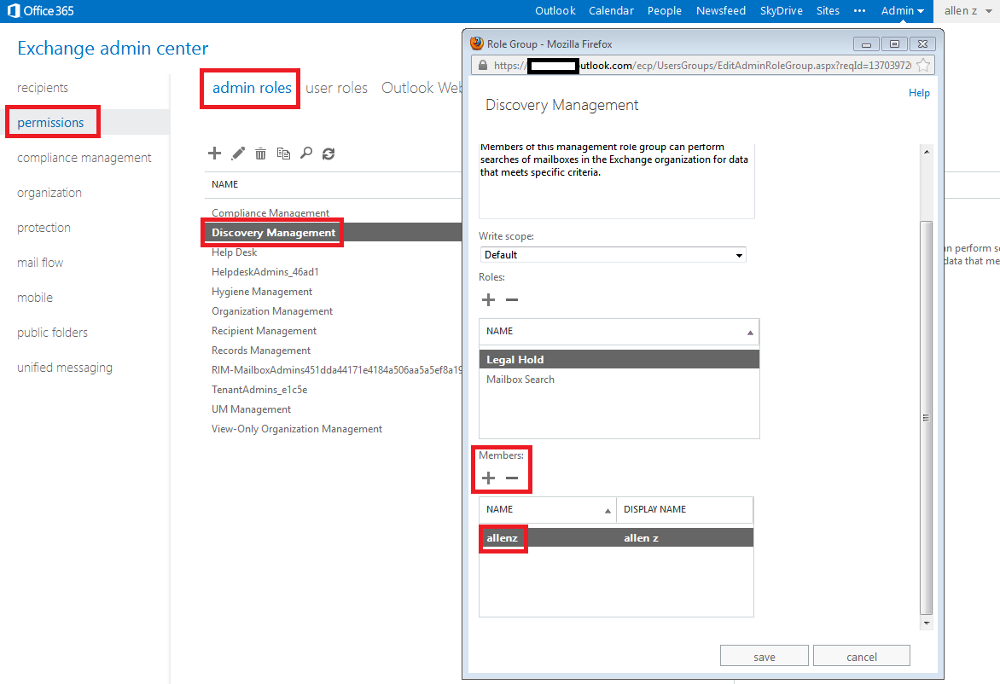 Office 365
Outlook Calendar People Newsfeed SkyDrive Sites ··· Admin allen z
Exchange admin center
recipients
permissions
compliance management
organization
protection
mail flow
mobile
public folders
unified messaging
admin roles user roles Outlook Web
NAME
Compliance Management
Discovery Management
Help Desk
HelpdeskAdmins_46ad1
Hygiene Management
Organization Management
Recipient Management
Records Management
RIM-MailboxAdmins451dda44171e4184a506aa5a5ef8a19
TenantAdmins_e1c5e
UM Management
View-Only Organization Management
Role Group - Mozilla Firefox
https:// utlook.com/ecp/UsersGroups/EditAdminRoleGroup.aspx?reqId=13703972
Help
Discovery Management
Members of this management role group can perform
searches of mailboxes in the Exchange organization for data
that meets specific criteria.
Write scope:
Default
Roles:
NAME
Legal Hold
Mailbox Search
Members:
NAME DISPLAY NAME
allenz allen z
save cancel
n perform s
data that me